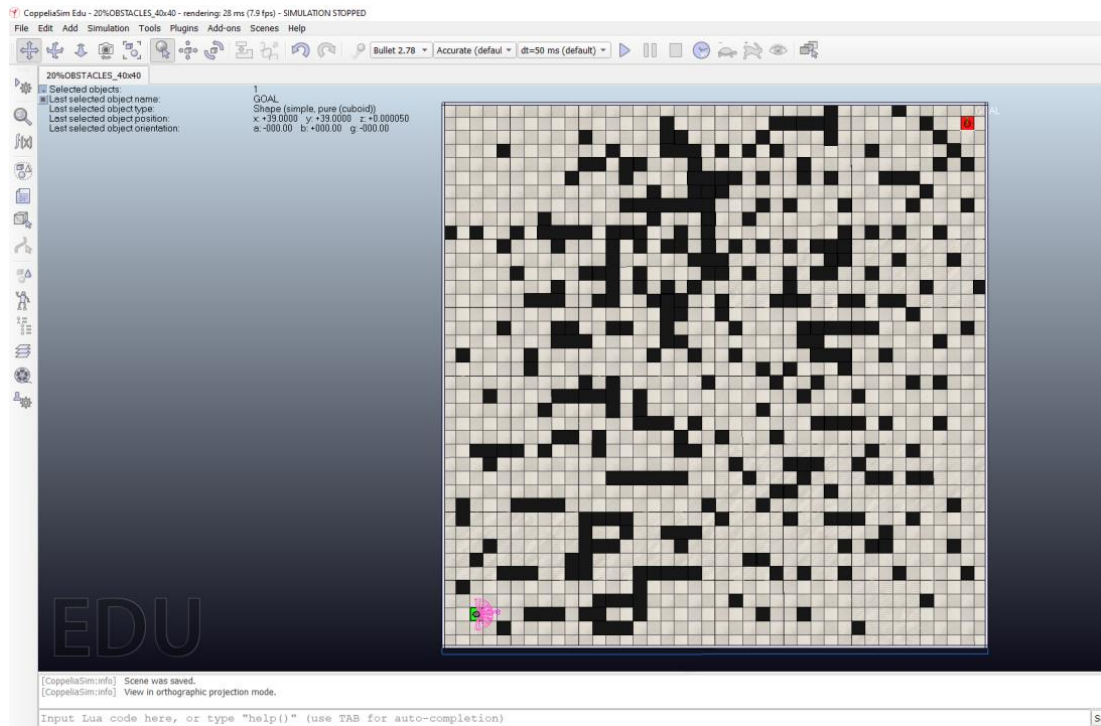 CoppeliaSim Edu - 20%OBSTACLES_40x40 - rendering: 28 ms (7.9 fps) - SIMULATION STOPPED
File Edit Add Simulation Tools Plugins Add-ons Scenes Help
Bullet 2.78 Accurate (defaul dt=50 ms (default)
20%OBSTACLES_40x40
Selected objects: 1
Last selected object name: GOAL
Last selected object type: Shape (simple, pure (cuboid))
Last selected object position: x: +39.0000 y: +39.0000 z: +0.000050
Last selected object orientation: a: -000.00 b: +000.00 g: -000.00
AL
f(x)
EDU
[CoppeliaSim:info] Scene was saved.
[CoppeliaSim:info] View in orthographic projection mode.
Input Lua code here, or type "help()" (use TAB for auto-completion)
S